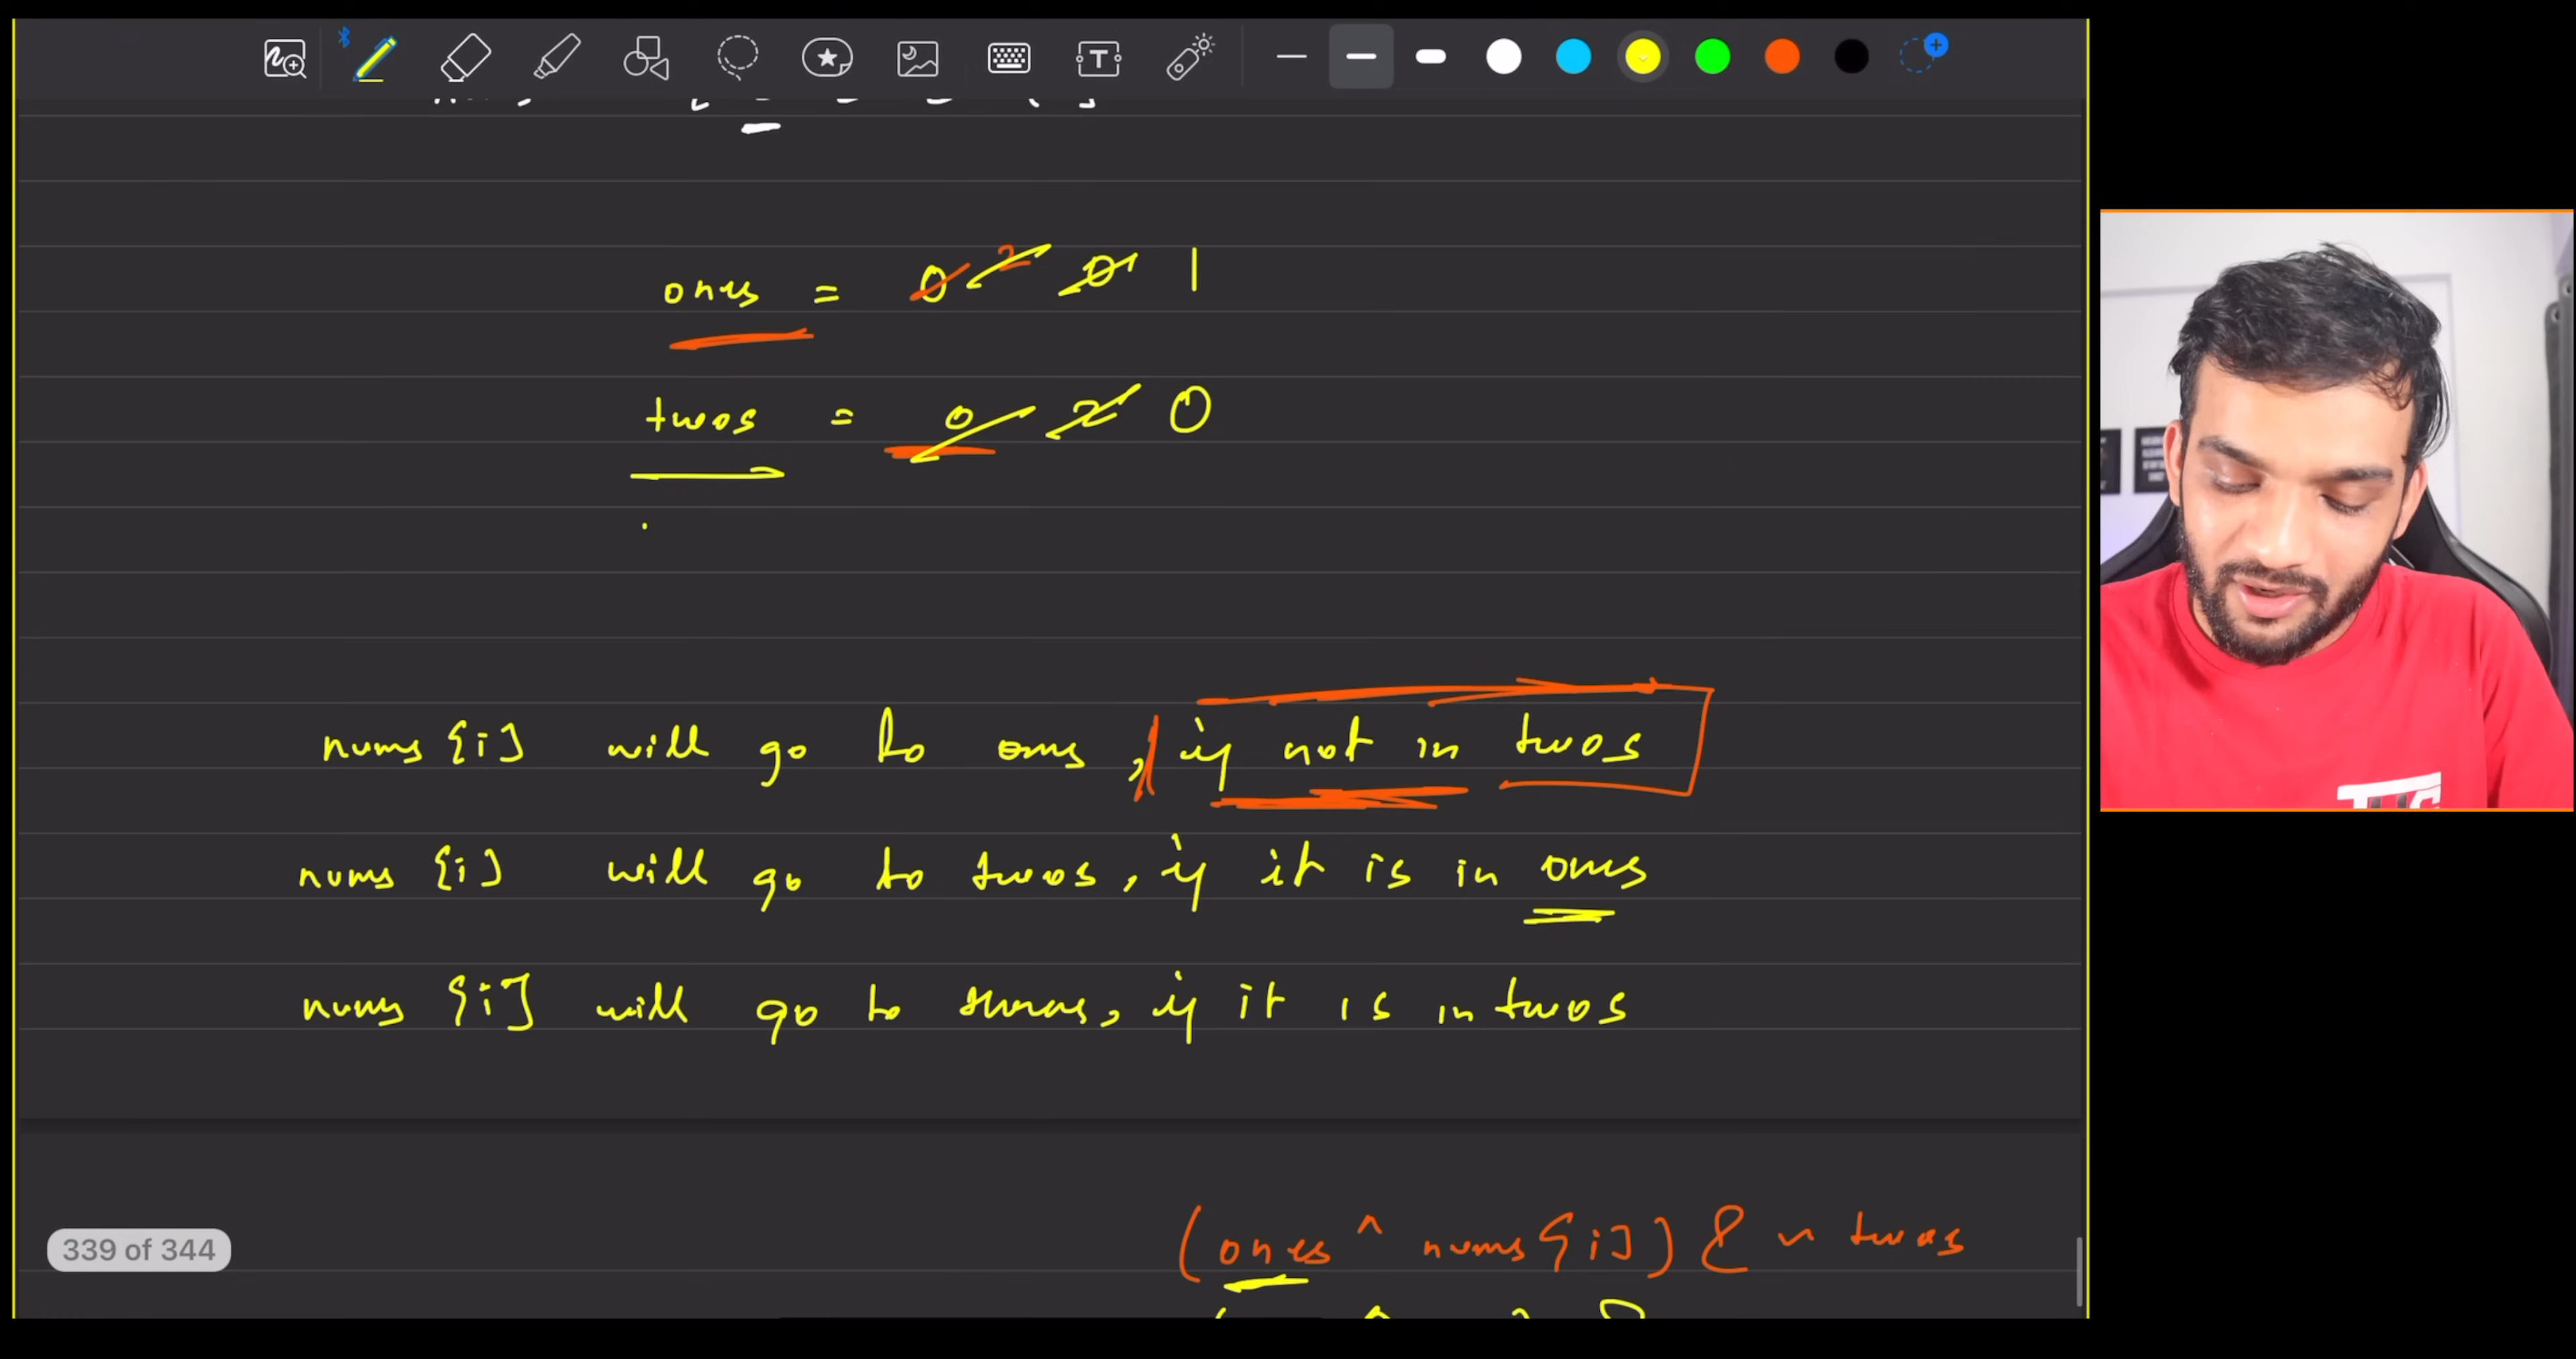 ones = 0 2 0 1
twos = 0 2 0
nums [i] will go to ones, if not in twos
nums [i] will go to twos, if it is in ones
nums [i] will go to threes, if it is in twos
339 of 344
(ones ^ nums[i]) & ~ twos